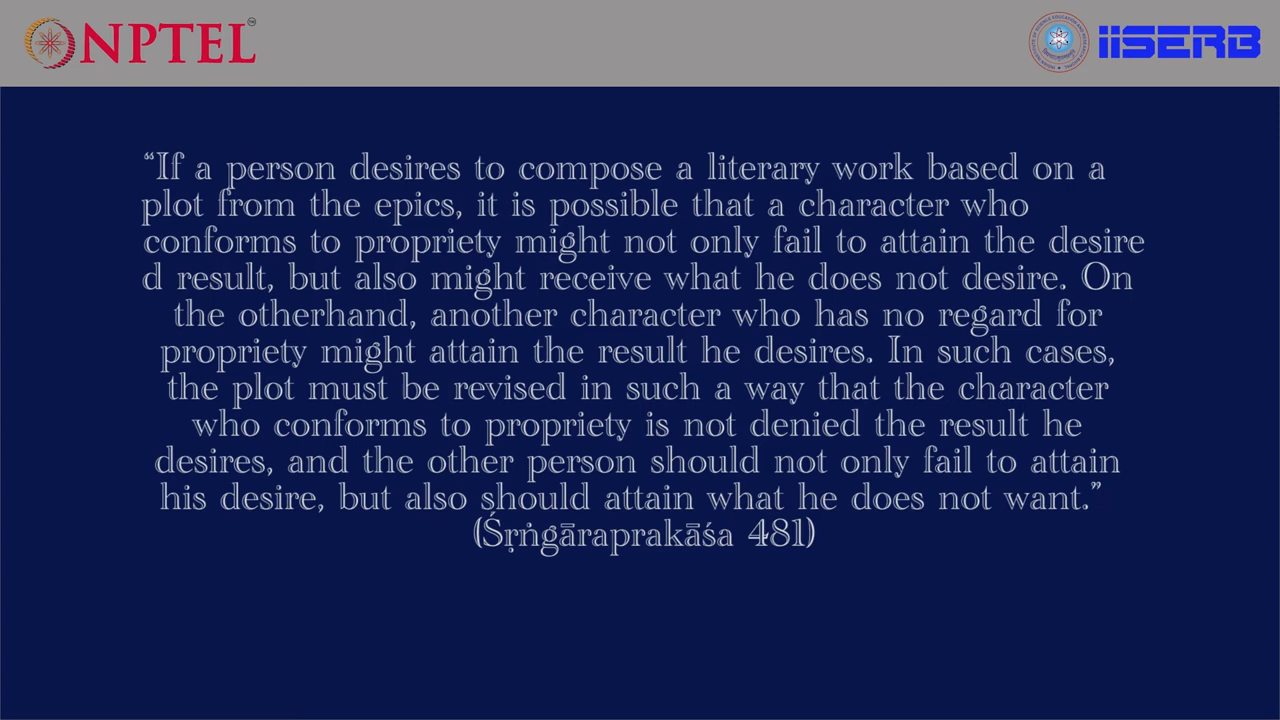 NPTEL
IISERB
“If a person desires to compose a literary work based on a
plot from the epics, it is possible that a character who
conforms to propriety might not only fail to attain the desire
d result, but also might receive what he does not desire. On
the otherhand, another character who has no regard for
propriety might attain the result he desires. In such cases,
the plot must be revised in such a way that the character
who conforms to propriety is not denied the result he
desires, and the other person should not only fail to attain
his desire, but also should attain what he does not want.”
(Śṛṅgāraprakāśa 481)